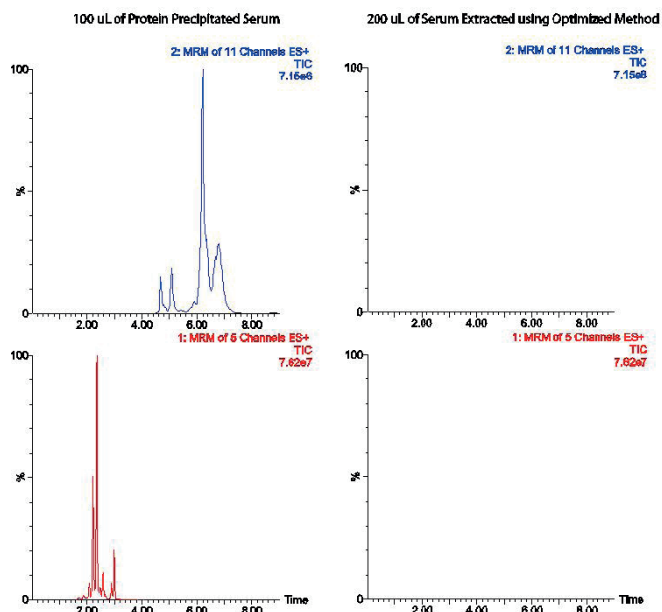 100 uL of Protein Precipitated Serum
2: MRM of 11 Channels ES+
TIC
7.15e6
100
%
0
2.00 4.00 6.00 8.00
1: MRM of 5 Channels ES+
TIC
7.62e7
100
%
0
2.00 4.00 6.00 8.00 Time
200 uL of Serum Extracted using Optimized Method
2: MRM of 11 Channels ES+
TIC
7.15e6
100
%
0
2.00 4.00 6.00 8.00
1: MRM of 5 Channels ES+
TIC
7.62e7
100
%
0
2.00 4.00 6.00 8.00 Time